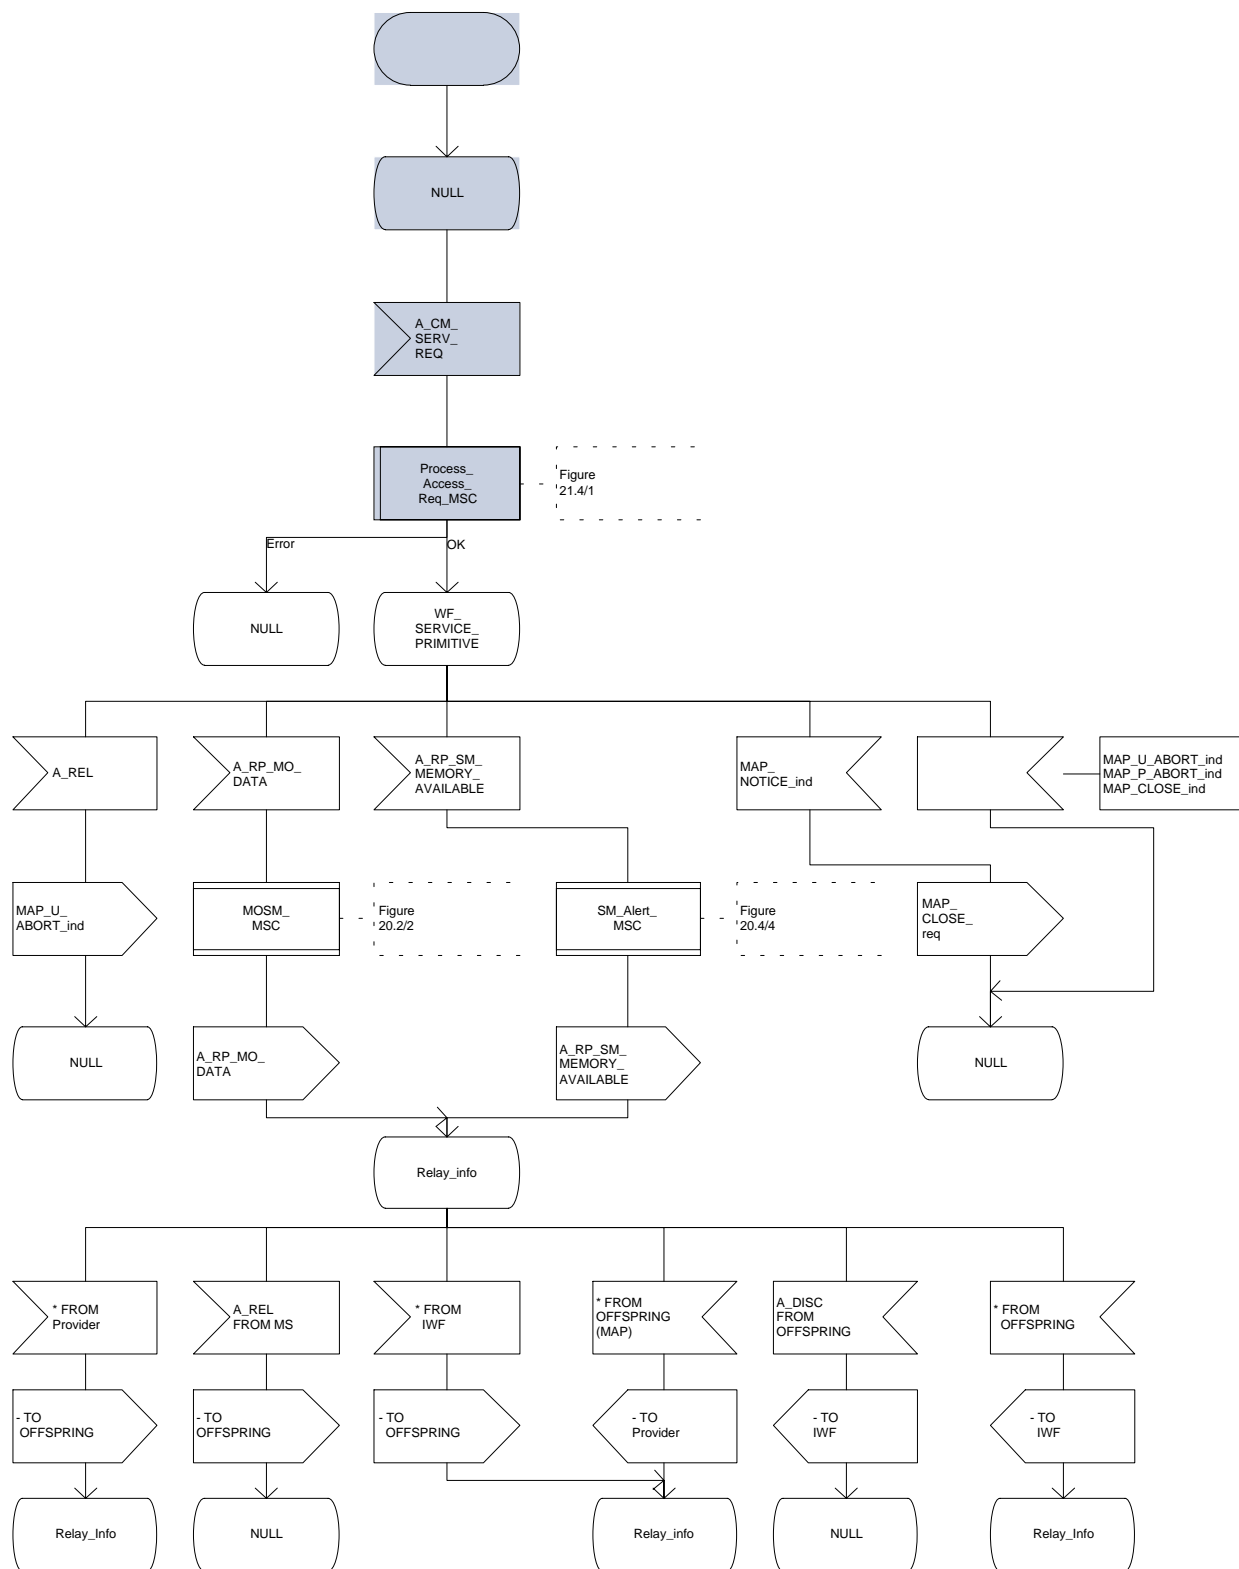 NULL
A_CM_
SERV_
REQ
Process_
Access_
Req_MSC
Figure
21.4/1
Error
OK
NULL
WF_
SERVICE_
PRIMITIVE
A_REL
A_RP_MO_
DATA
A_RP_SM_
MEMORY_
AVAILABLE
MAP_
NOTICE_ind
MAP_U_ABORT_ind
MAP_P_ABORT_ind
MAP_CLOSE_ind
MAP_U_
ABORT_ind
MOSM_
MSC
Figure
20.2/2
SM_Alert_
MSC
Figure
20.4/4
MAP_
CLOSE_
req
NULL
A_RP_MO_
DATA
A_RP_SM_
MEMORY_
AVAILABLE
NULL
Relay_info
* FROM
Provider
A_REL
FROM MS
* FROM
IWF
* FROM
OFFSPRING
(MAP)
A_DISC
FROM
OFFSPRING
* FROM
OFFSPRING
- TO
OFFSPRING
- TO
OFFSPRING
- TO
OFFSPRING
- TO
Provider
- TO
IWF
- TO
IWF
Relay_Info
NULL
Relay_info
NULL
Relay_Info